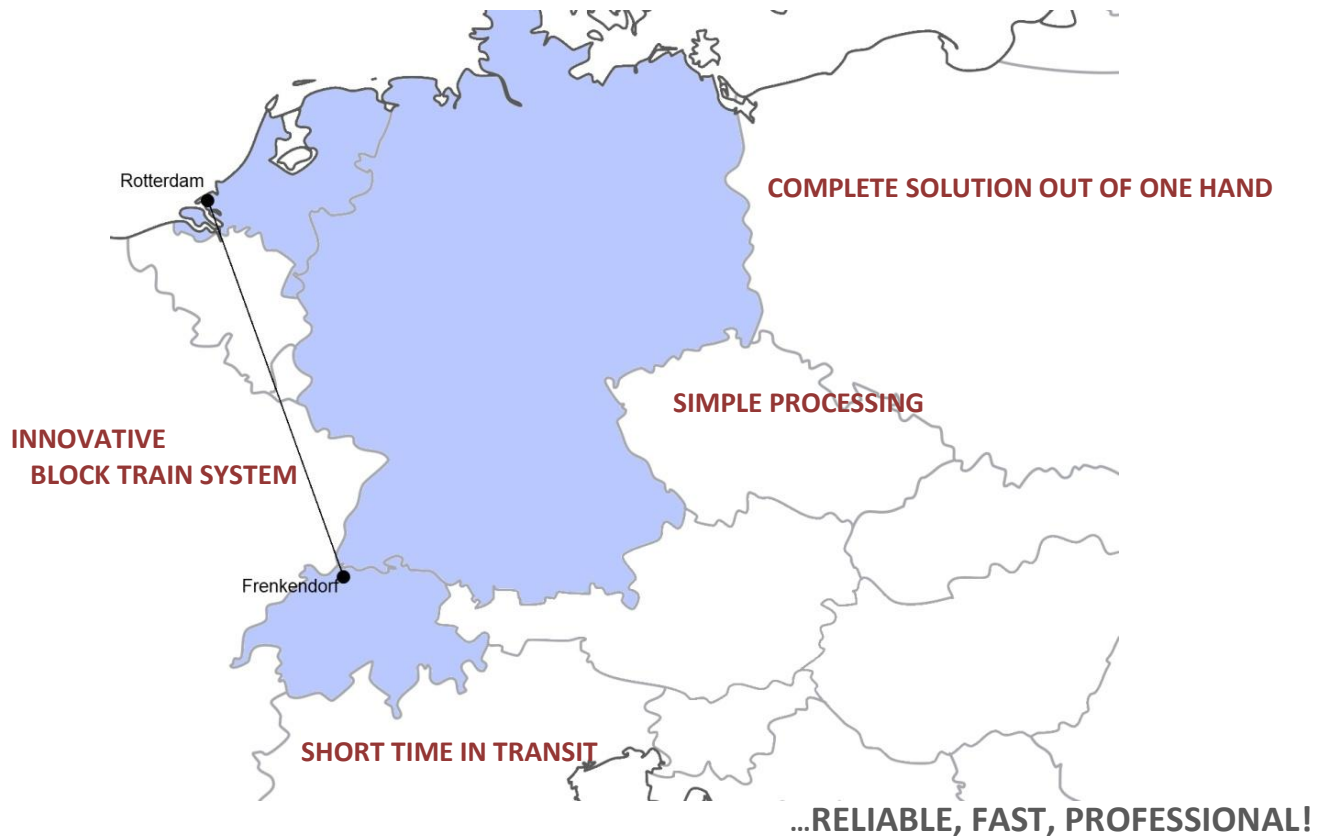 Rotterdam
COMPLETE SOLUTION OUT OF ONE HAND
SIMPLE PROCESSING
INNOVATIVE
BLOCK TRAIN SYSTEM
Frenkendorf
SHORT TIME IN TRANSIT
...RELIABLE, FAST, PROFESSIONAL!